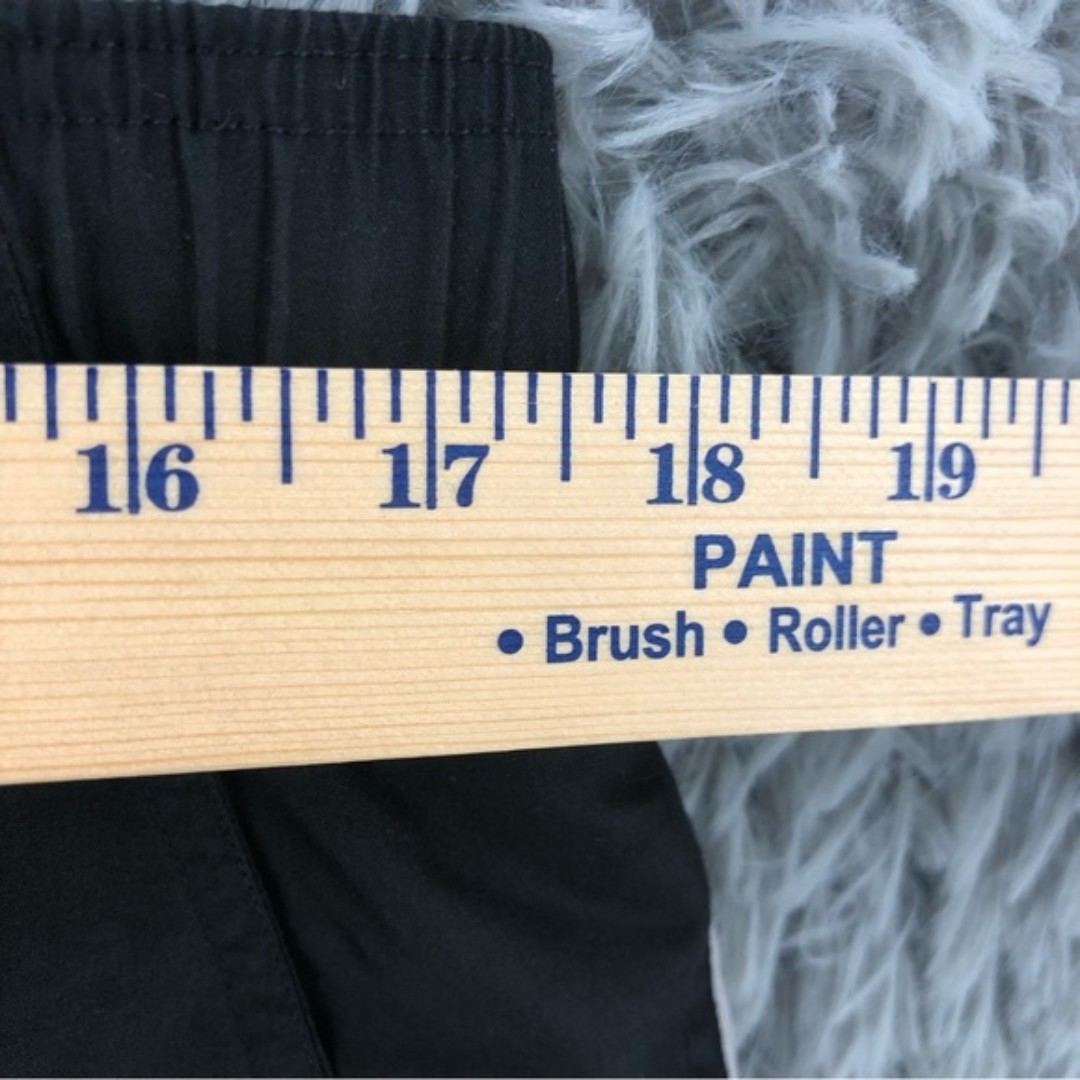 16 17 18 19
PAINT
• Brush • Roller • Tray